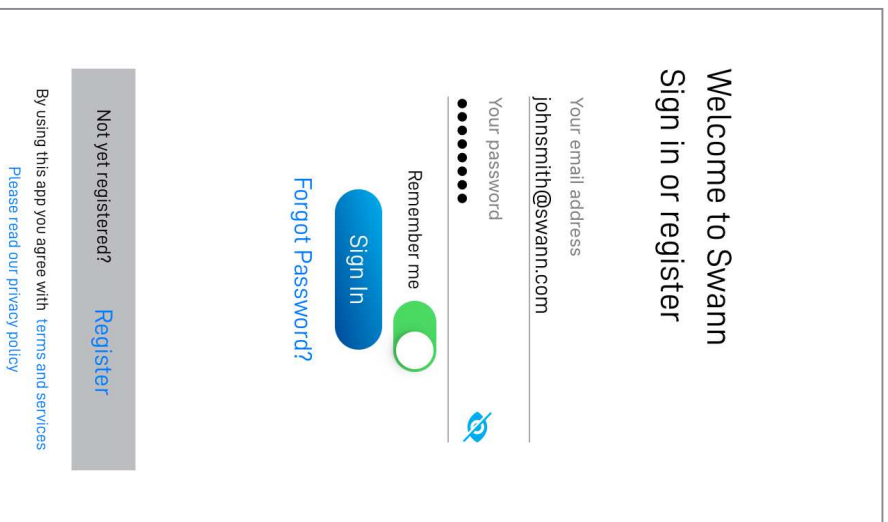 Welcome to Swann
Sign in or register
Your email address
johnsmith@swann.com
Your password
••••••••
Remember me
Sign In
Forgot Password?
Not yet registered? Register
By using this app you agree with terms and services
Please read our privacy policy